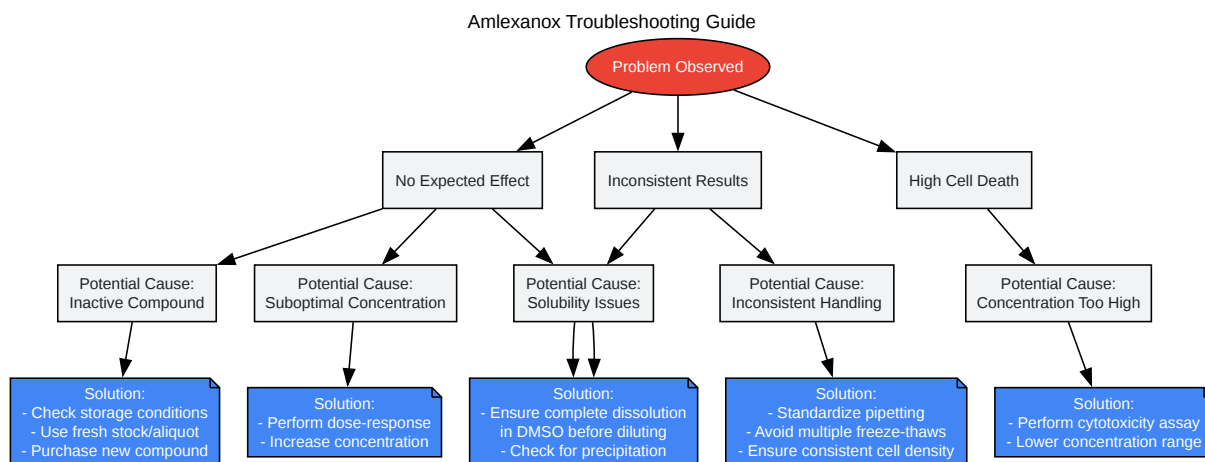 Amlexanox Troubleshooting Guide
Problem Observed
No Expected Effect
Inconsistent Results
High Cell Death
Potential Cause:
Inactive Compound
Potential Cause:
Suboptimal Concentration
Potential Cause:
Solubility Issues
Potential Cause:
Inconsistent Handling
Potential Cause:
Concentration Too High
Solution:
- Check storage conditions
- Use fresh stock/aliquot
- Purchase new compound
Solution:
- Perform dose-response
- Increase concentration
Solution:
- Ensure complete dissolution
in DMSO before diluting
- Check for precipitation
Solution:
- Standardize pipetting
- Avoid multiple freeze-thaws
- Ensure consistent cell density
Solution:
- Perform cytotoxicity assay
- Lower concentration range